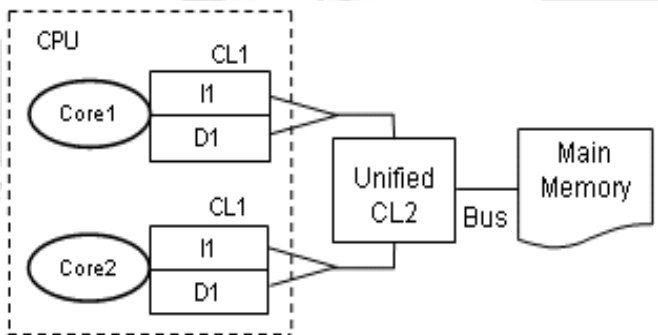 CPU
CL1
Core1
I1
D1
Unified
CL2
Bus
Main
Memory
CL1
Core2
I1
D1